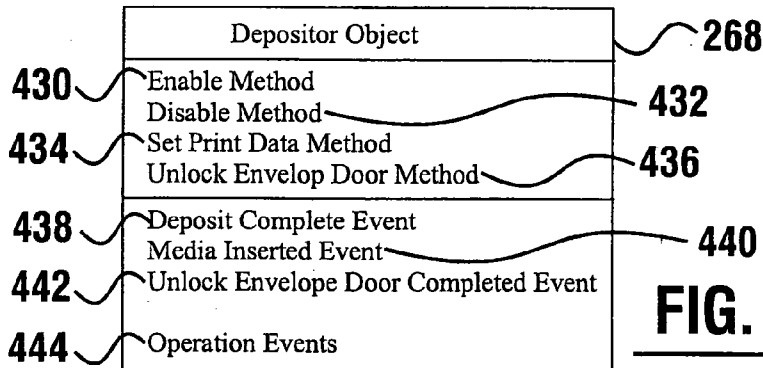 Depositor Object 268
430 Enable Method
Disable Method 432
434 Set Print Data Method
Unlock Envelop Door Method 436
438 Deposit Complete Event
Media Inserted Event 440
442 Unlock Envelope Door Completed Event
FIG.
444 Operation Events